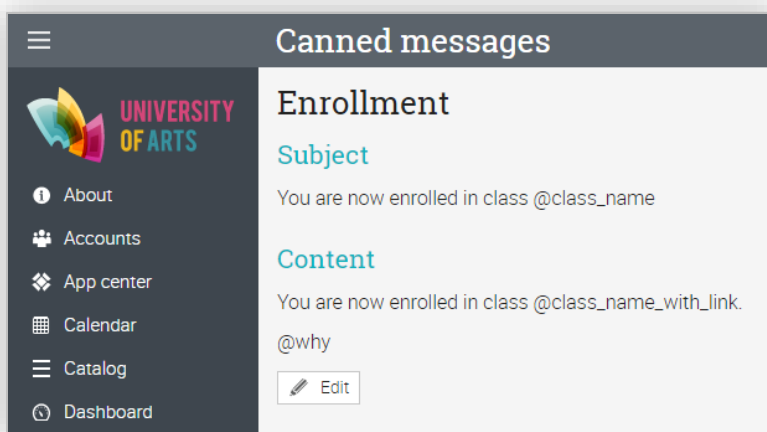 Canned messages
UNIVERSITY
OF ARTS
About
Accounts
App center
Calendar
Catalog
Dashboard
Enrollment
Subject
You are now enrolled in class @class_name
Content
You are now enrolled in class @class_name_with_link.
@why
Edit